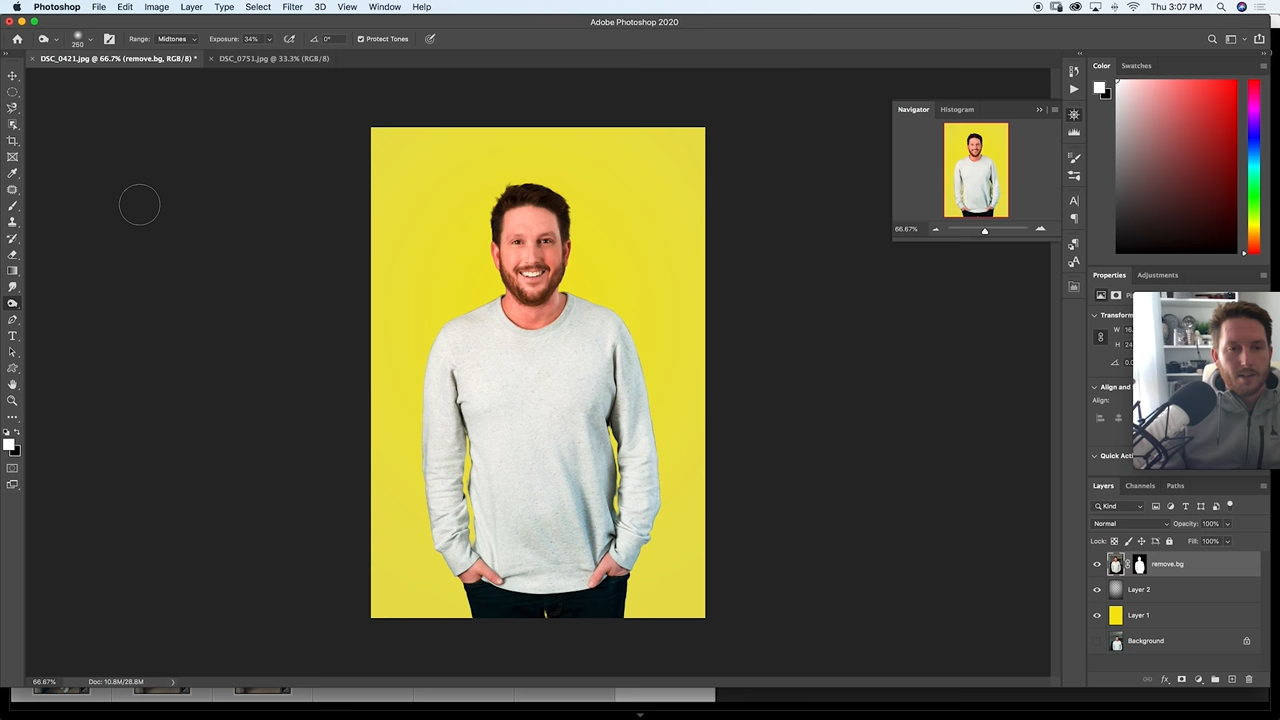 Photoshop File Edit Image Layer Type Select Filter 3D View Window Help Thu 3:07 PM
Adobe Photoshop 2020
250 Range: Midtones Exposure: 34% 0° Protect Tones
DSC_0421.jpg @ 66.7% (remove.bg, RGB/8) * DSC_0751.jpg @ 33.3% (RGB/8)
Color Swatches
Navigator Histogram
66.67%
Properties Adjustments
Transform
W
H
Align and
Align:
Quick Act
Layers Channels Paths
Kind
Normal Opacity: 100%
Lock: Fill: 100%
remove.bg
Layer 2
Layer 1
Background
66.67% Doc: 10.8M/28.8M